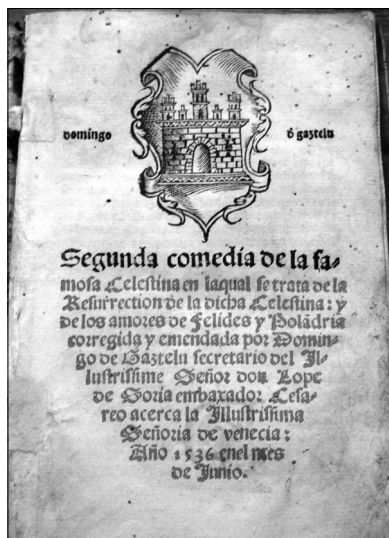 domingo d gaztelu
Segunda comedia de la fa-
mosa Celestina en laqual se trata de la
Resurrection de la dicha Celestina: y
de los amores de Felides y Polādria
corregida y emendada por Domin-
go de Gaztelu secretario del Il-
lustrissime Señor don Lope
de Soria embaxador Cesa-
reo acerca la Illustrissima
Señoria de venecia:
Año 1536 enel mes
de Junio.